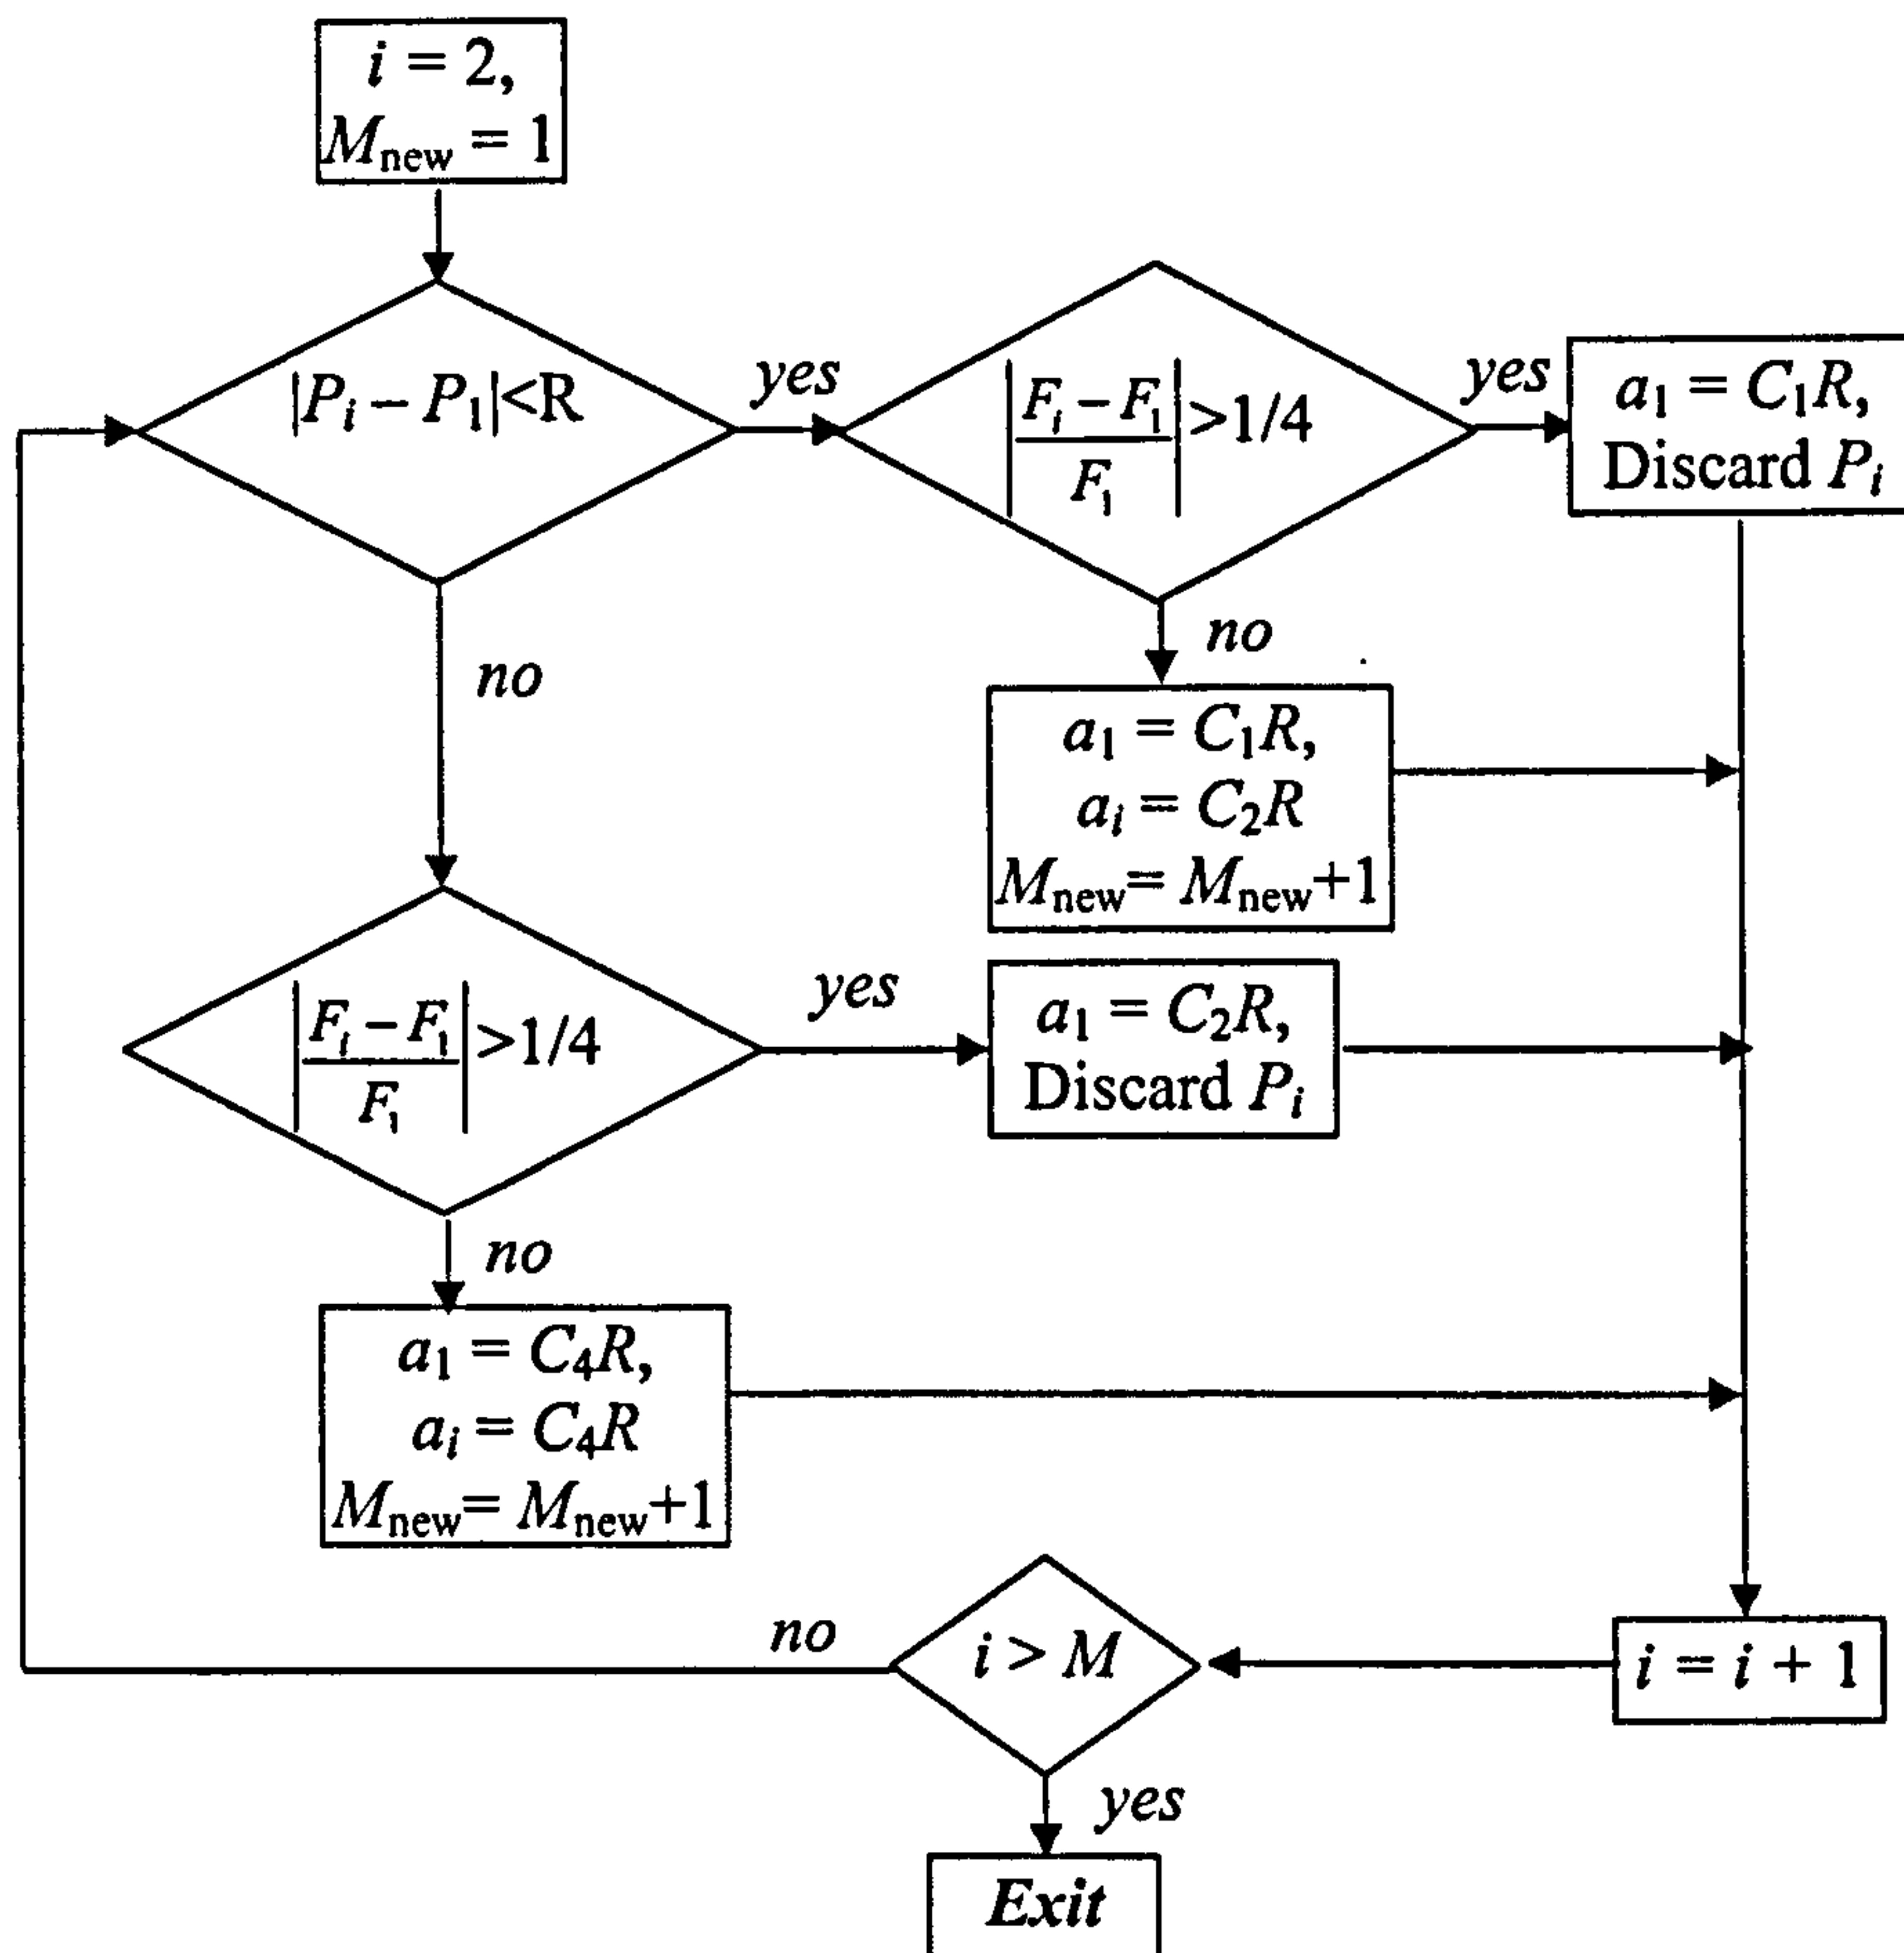 i = 2,
M_new = 1
|P_i – P_1|<R
yes
|(F_i – F_1)/F_1|>1/4
yes
a_1 = C_1R,
Discard P_i
no
no
a_1 = C_1R,
a_i = C_2R
M_new= M_new+1
|(F_i – F_1)/F_1|>1/4
yes
a_1 = C_2R,
Discard P_i
no
a_1 = C_4R,
a_i = C_4R
M_new= M_new+1
no
i > M
i = i + 1
yes
Exit